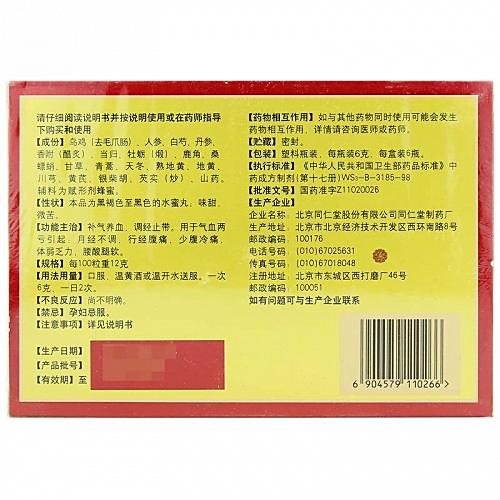 请仔细阅读说明书并按说明使用或在药师指导
下购买和使用
【成份】乌鸡（去毛爪肠）、人参、白芍、丹参、
香附（醋炙）、当归、牡蛎（煅）、鹿角、桑
螵蛸、甘草、青蒿、天冬、熟地黄、地黄、
川芎、黄芪、银柴胡、芡实（炒）、山药。
辅料为赋形剂蜂蜜。
【性状】本品为黑褐色至黑色的水蜜丸；味甜、
微苦。
【功能主治】补气养血，调经止带。用于气血两
亏引起：月经不调，行经腹痛，少腹冷痛，
体弱乏力，腰酸腿软。
【规格】每100粒重12克
【用法用量】口服，温黄酒或温开水送服。一次
6克，一日2次。
【不良反应】尚不明确。
【禁忌】孕妇忌服。
【注意事项】详见说明书
【生产日期】
【产品批号】
【有效期】至
【药物相互作用】如与其他药物同时使用可能会发生
药物相互作用，详情请咨询医师或药师。
【贮藏】密封。
【包装】塑料瓶装，每瓶装6克，每盒装6瓶。
【执行标准】《中华人民共和国卫生部药品标准》中
药成方制剂(第十七册) WS₃-B-3185-98
【批准文号】国药准字Z11020026
【生产企业】
企业名称：北京同仁堂股份有限公司同仁堂制药厂
生产地址：北京市北京经济技术开发区西环南路8号
邮政编码：100176
电话号码：(010)67025631
传真号码：(010)67018048
注册地址：北京市东城区西打磨厂46号
邮政编码：100051
如有问题可与生产企业联系
6 904579 110266 >